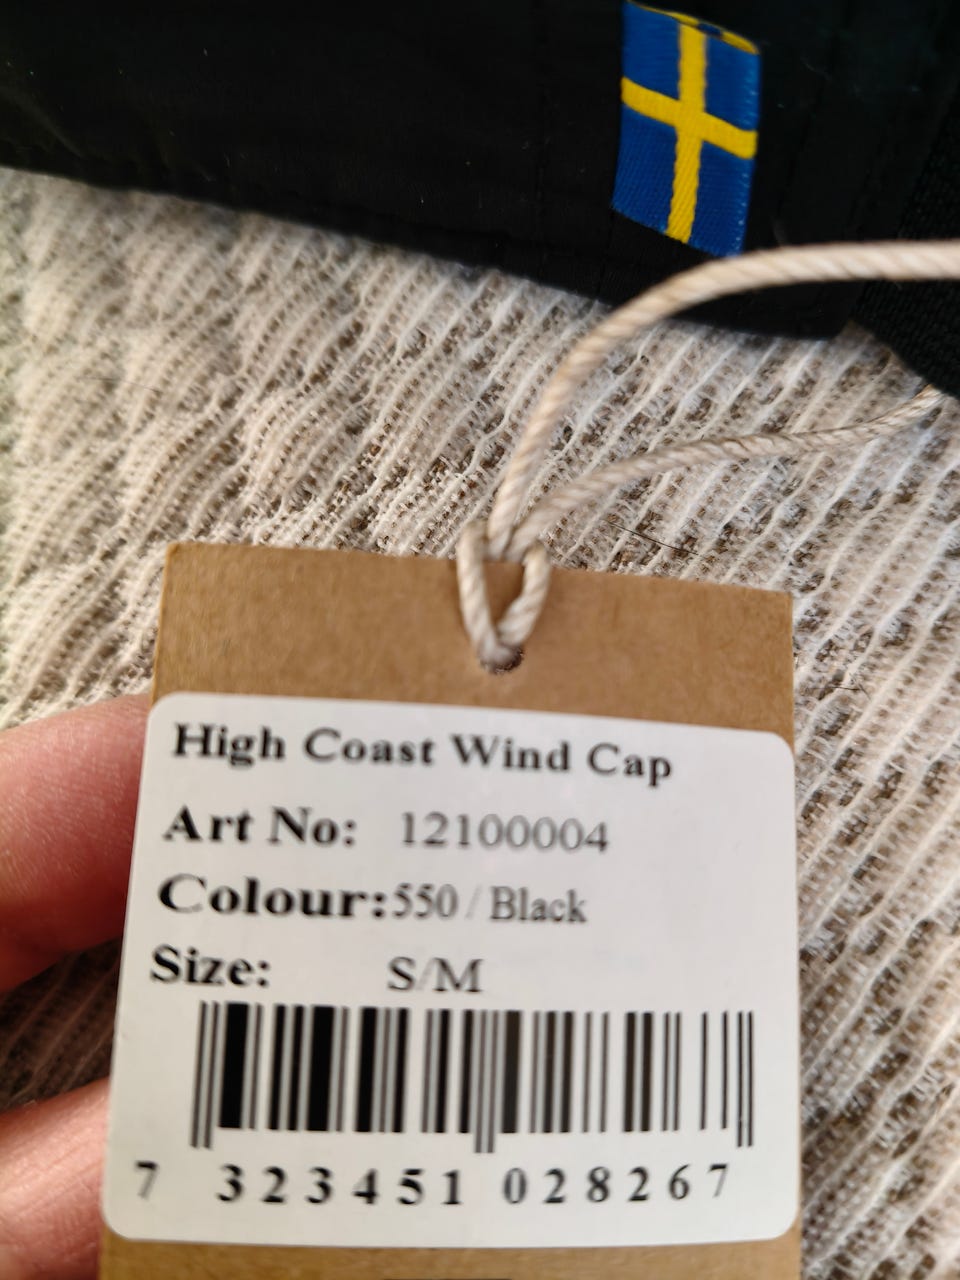 High Coast Wind Cap
Art No: 12100004
Colour:550 / Black
Size: S/M
7 323451 028267